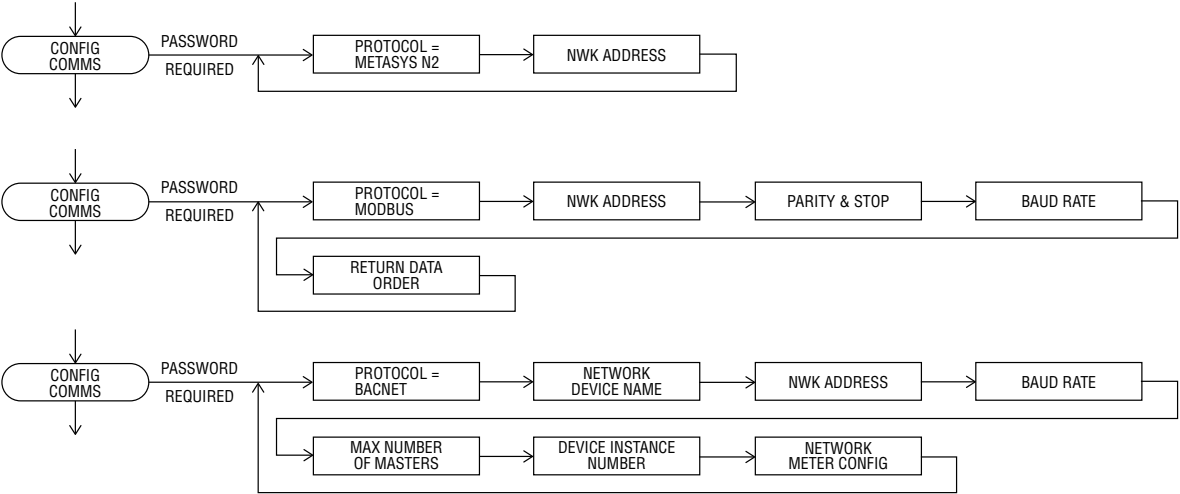 CONFIG
COMMS
PASSWORD
REQUIRED
PROTOCOL =
METASYS N2
NWK ADDRESS
CONFIG
COMMS
PASSWORD
REQUIRED
PROTOCOL =
MODBUS
NWK ADDRESS
PARITY & STOP
BAUD RATE
RETURN DATA
ORDER
CONFIG
COMMS
PASSWORD
REQUIRED
PROTOCOL =
BACNET
NETWORK
DEVICE NAME
NWK ADDRESS
BAUD RATE
MAX NUMBER
OF MASTERS
DEVICE INSTANCE
NUMBER
NETWORK
METER CONFIG